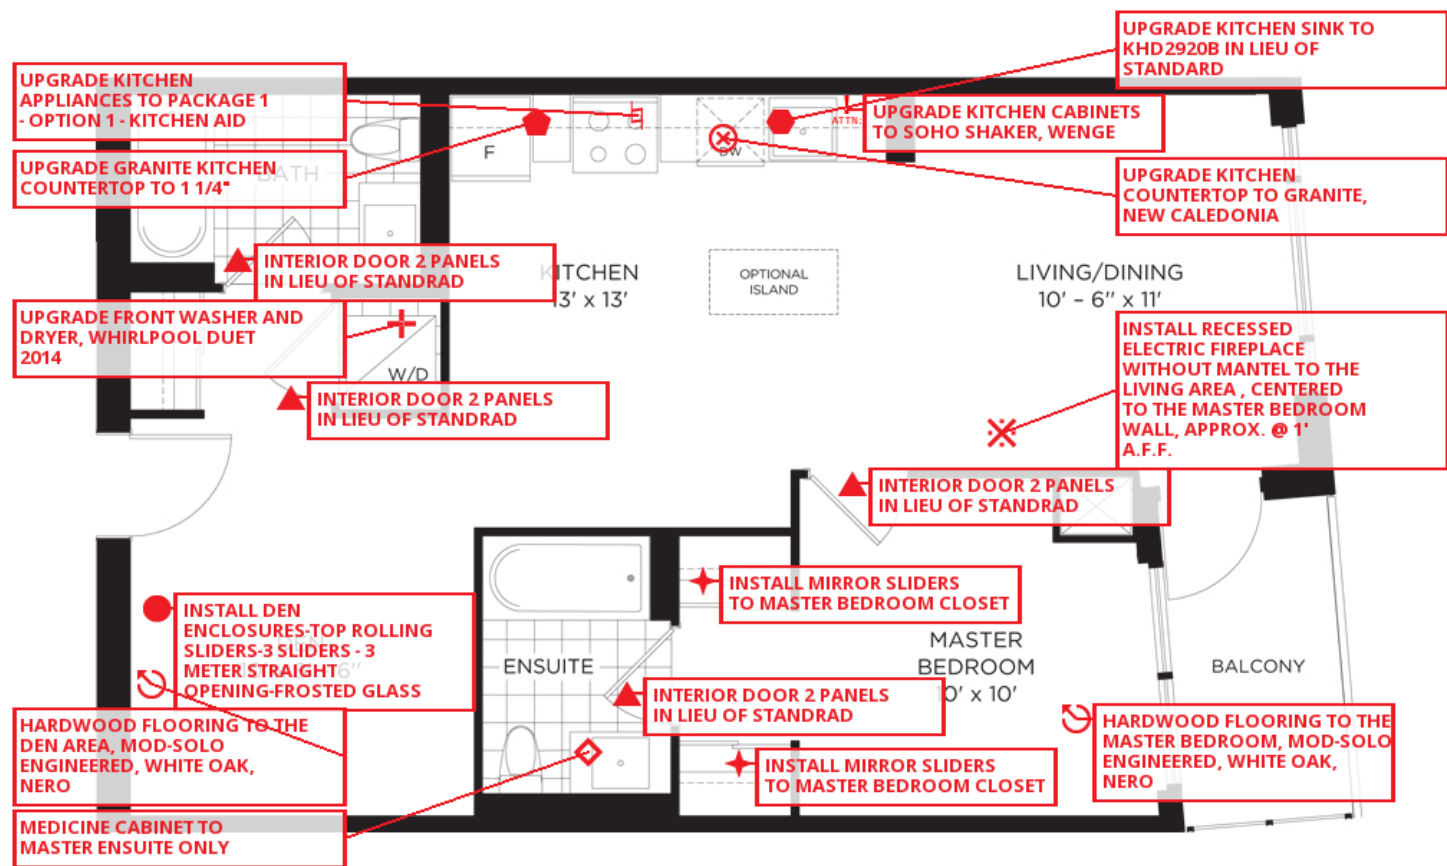 UPGRADE KITCHEN SINK TO
KHD2920B IN LIEU OF
STANDARD
UPGRADE KITCHEN
APPLIANCES TO PACKAGE 1
- OPTION 1 - KITCHEN AID
ATTN:
UPGRADE KITCHEN CABINETS
TO SOHO SHAKER, WENGE
F
DW
UPGRADE GRANITE KITCHEN
COUNTERTOP TO 1 1/4"
BATH
UPGRADE KITCHEN
COUNTERTOP TO GRANITE,
NEW CALEDONIA
INTERIOR DOOR 2 PANELS
IN LIEU OF STANDRAD
KITCHEN
13' x 13'
OPTIONAL
ISLAND
LIVING/DINING
10' – 6" x 11'
UPGRADE FRONT WASHER AND
DRYER, WHIRLPOOL DUET
2014
W/D
INSTALL RECESSED
ELECTRIC FIREPLACE
WITHOUT MANTEL TO THE
LIVING AREA , CENTERED
TO THE MASTER BEDROOM
WALL, APPROX. @ 1'
A.F.F.
INTERIOR DOOR 2 PANELS
IN LIEU OF STANDRAD
INTERIOR DOOR 2 PANELS
IN LIEU OF STANDRAD
INSTALL MIRROR SLIDERS
TO MASTER BEDROOM CLOSET
INSTALL DEN
ENCLOSURES-TOP ROLLING
SLIDERS-3 SLIDERS - 3
METER STRAIGHT
OPENING-FROSTED GLASS
DEN
ENSUITE
MASTER
BEDROOM
10' x 10'
BALCONY
INTERIOR DOOR 2 PANELS
IN LIEU OF STANDRAD
HARDWOOD FLOORING TO THE
DEN AREA, MOD-SOLO
ENGINEERED, WHITE OAK,
NERO
HARDWOOD FLOORING TO THE
MASTER BEDROOM, MOD-SOLO
ENGINEERED, WHITE OAK,
NERO
INSTALL MIRROR SLIDERS
TO MASTER BEDROOM CLOSET
MEDICINE CABINET TO
MASTER ENSUITE ONLY